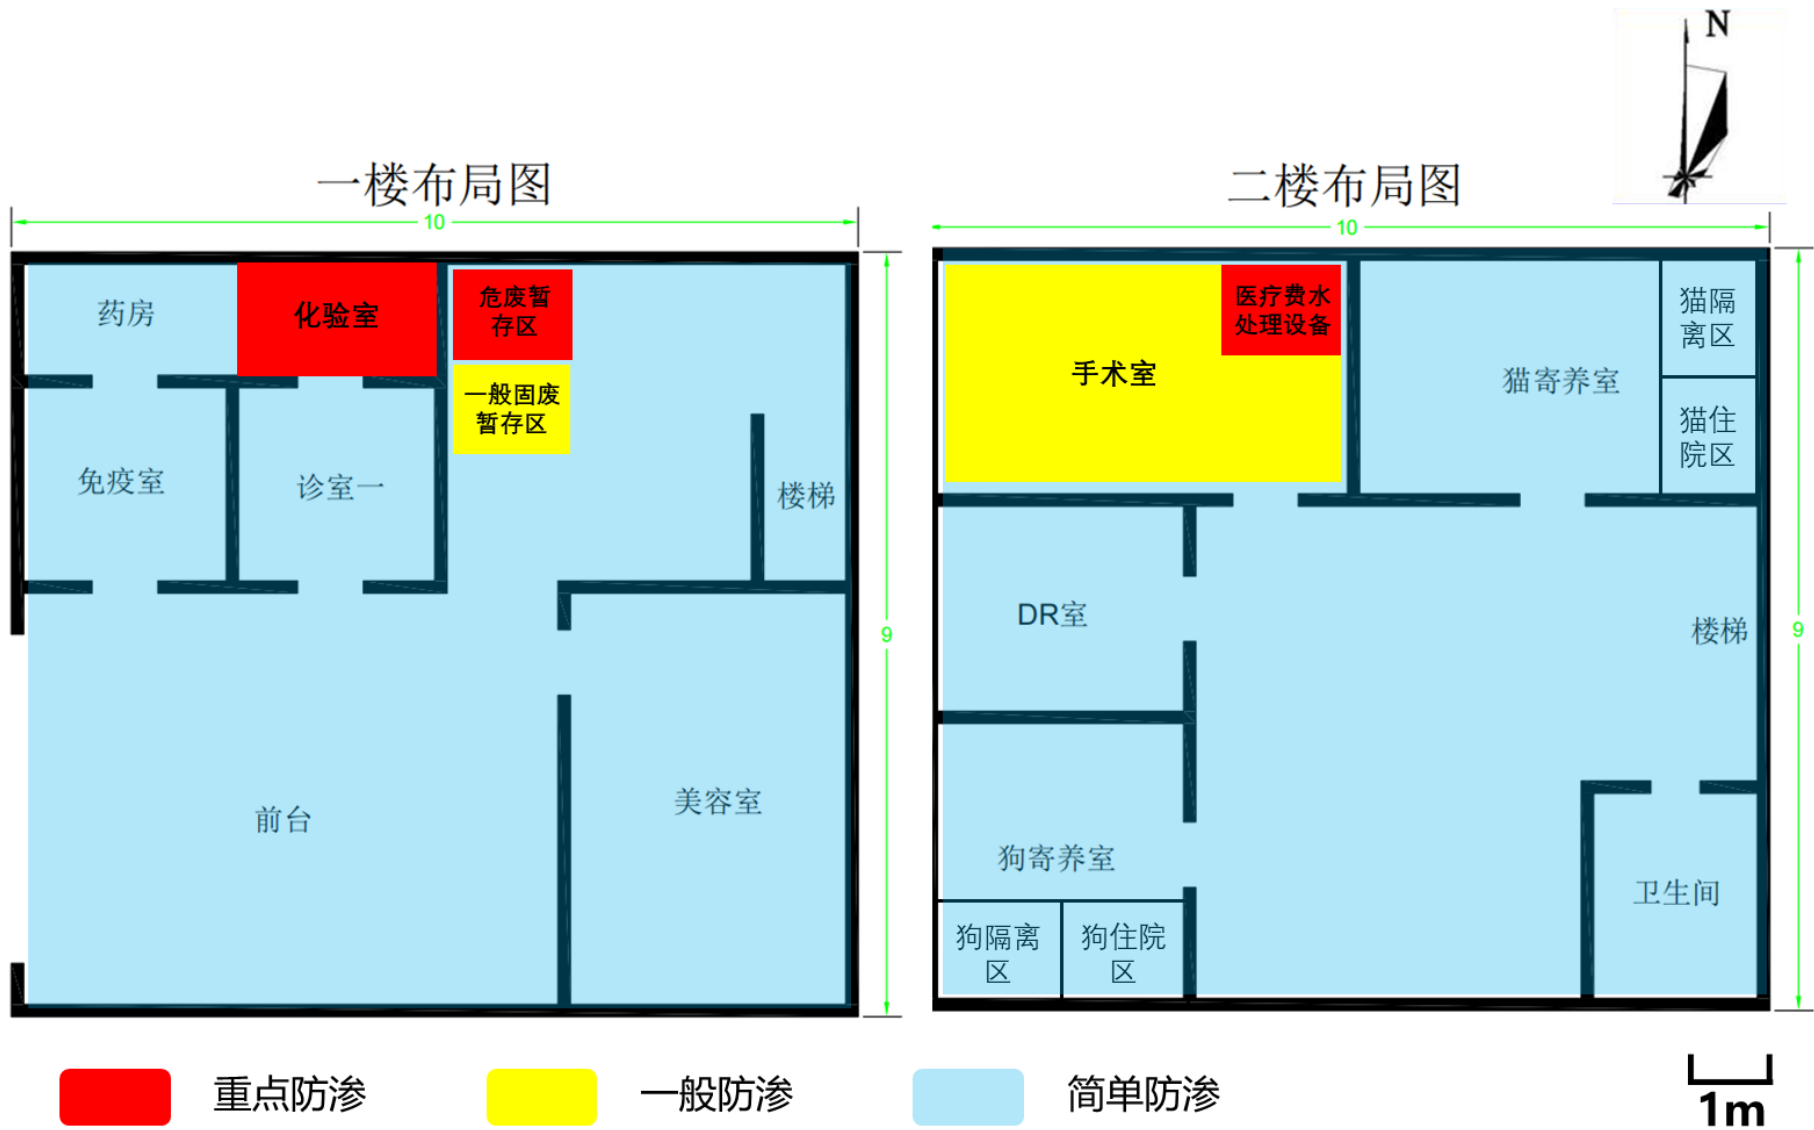 N
一楼布局图
二楼布局图
10
10
药房
化验室
危废暂
存区
一般固废
暂存区
免疫室
诊室一
楼梯
9
前台
美容室
手术室
医疗费水
处理设备
猫寄养室
猫隔
离区
猫住
院区
DR室
楼梯
9
狗寄养室
狗隔离
区
狗住院
区
卫生间
重点防渗
一般防渗
简单防渗
1m